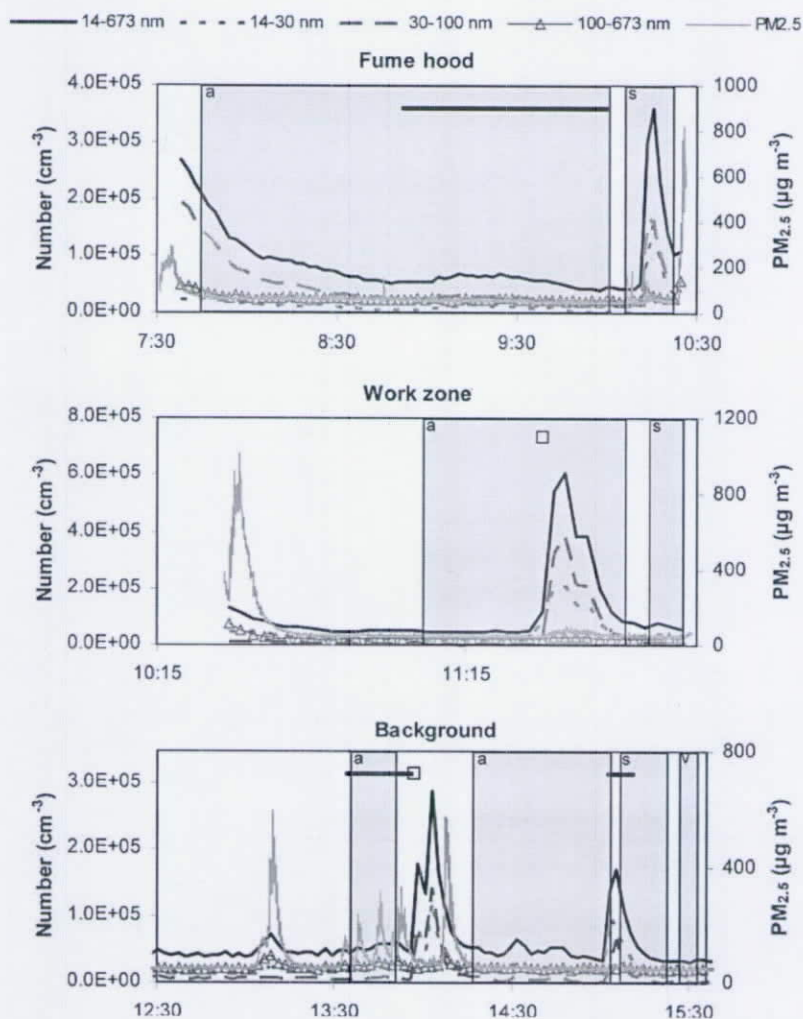 14-673 nm 14-30 nm 30-100 nm 100-673 nm PM2.5
Fume hood
4.0E+05
3.0E+05
2.0E+05
1.0E+05
0.0E+00
Number (cm⁻³)
a
s
1000
800
600
400
200
0
PM₂.₅ (µg m⁻³)
7:30 8:30 9:30 10:30
Work zone
8.0E+05
6.0E+05
4.0E+05
2.0E+05
0.0E+00
Number (cm⁻³)
a
s
1200
800
400
0
PM₂.₅ (µg m⁻³)
10:15 11:15
Background
3.0E+05
2.0E+05
1.0E+05
0.0E+00
Number (cm⁻³)
a
a
s
v
800
400
0
PM₂.₅ (µg m⁻³)
12:30 13:30 14:30 15:30